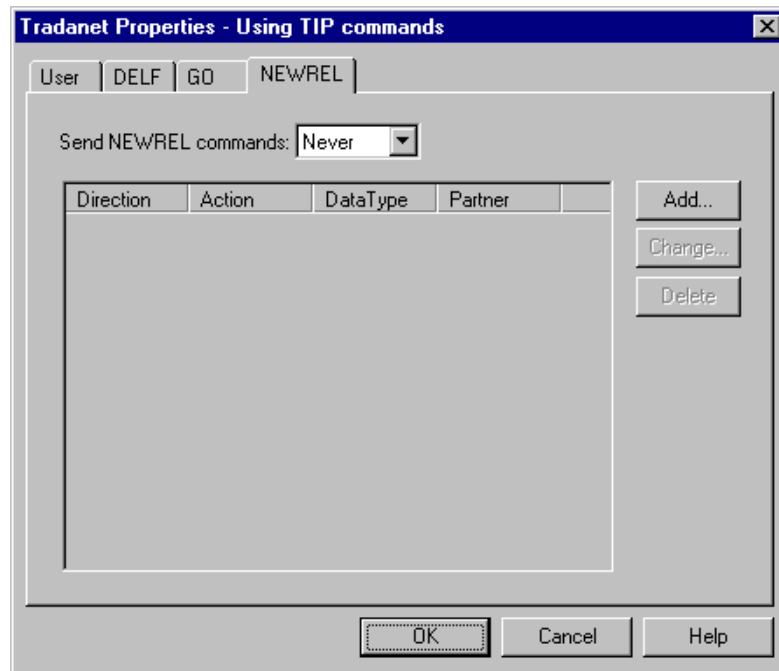 Tradanet Properties - Using TIP commands
User DELF GO NEWREL
Send NEWREL commands: Never
Direction Action DataType Partner
Add...
Change...
Delete
OK Cancel Help